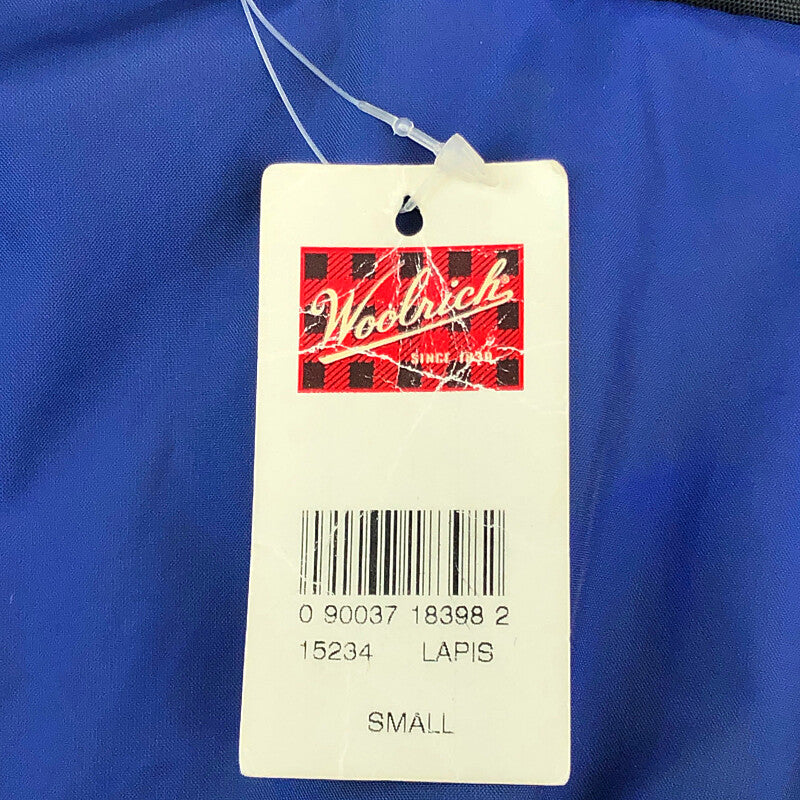 Woolrich®
SINCE 1830
0 90037 18398 2
15234 LAPIS
SMALL